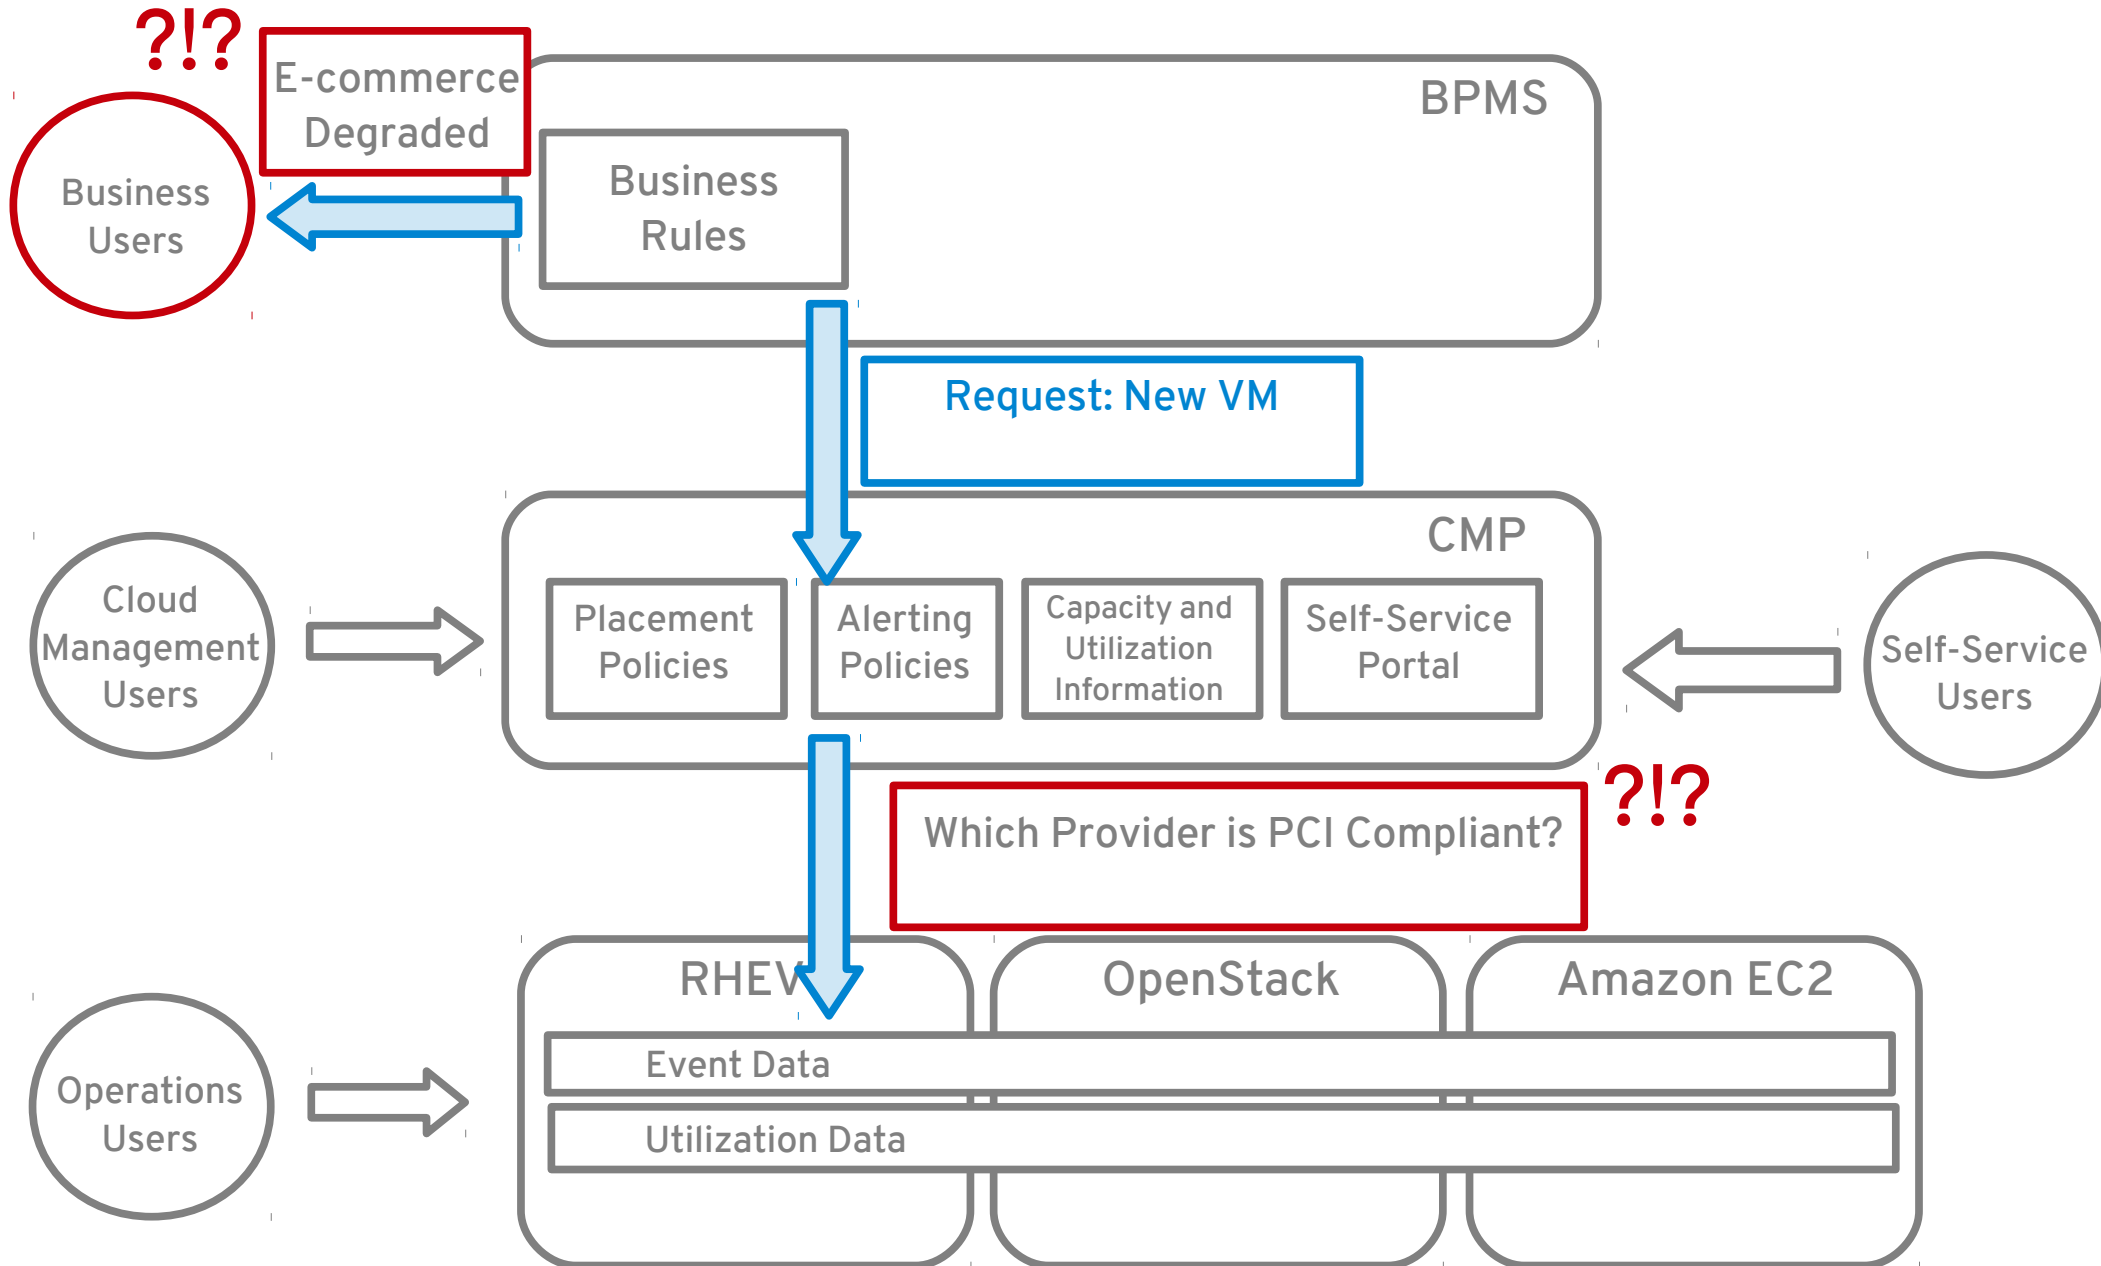 ?!?
E-commerce
Degraded
BPMS
Business
Users
Business
Rules
Request: New VM
CMP
Cloud
Management
Users
Placement
Policies
Alerting
Policies
Capacity and
Utilization
Information
Self-Service
Portal
Self-Service
Users
Which Provider is PCI Compliant?
?!?
RHEV
OpenStack
Amazon EC2
Operations
Users
Event Data
Utilization Data